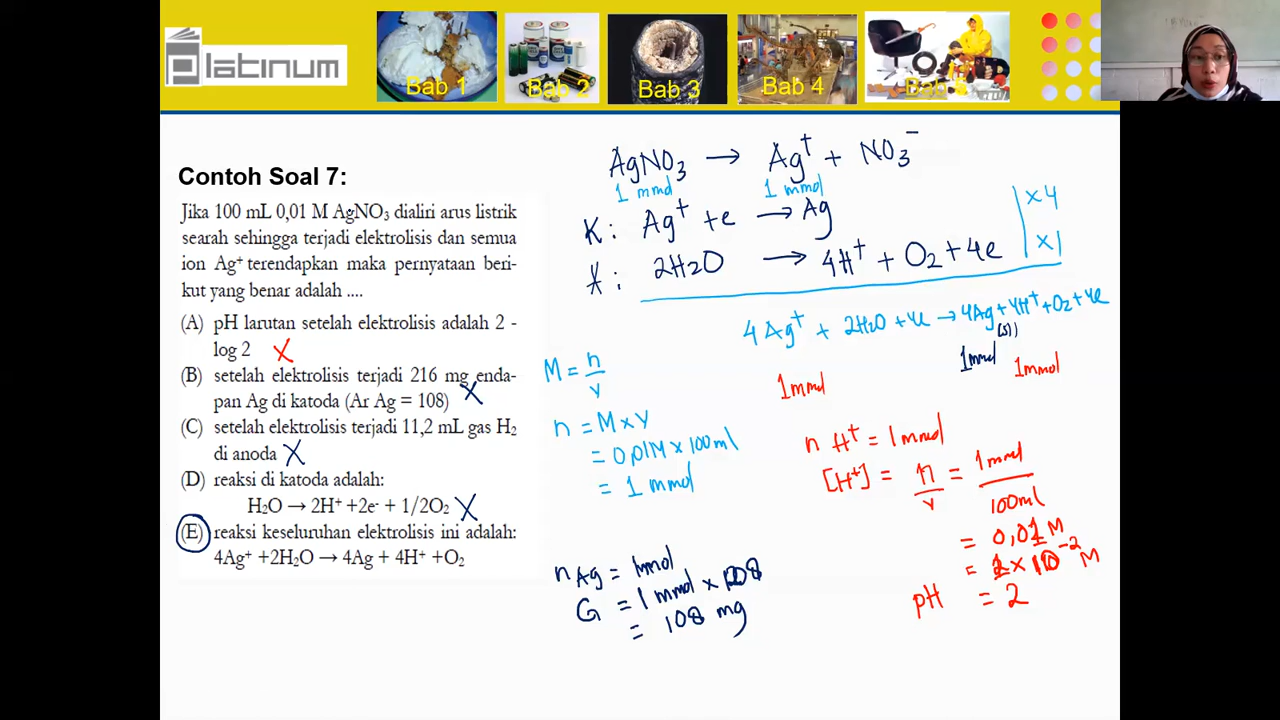 Platinum
Bab 1
Bab 2
Bab 3
Bab 4
Bab
Contoh Soal 7:
Jika 100 mL 0,01 M AgNO₃ dialiri arus listrik
searah sehingga terjadi elektrolisis dan semua
ion Ag⁺ terendapkan maka pernyataan beri-
kut yang benar adalah ....
(A) pH larutan setelah elektrolisis adalah 2 -
log 2 X
(B) setelah elektrolisis terjadi 216 mg enda-
pan Ag di katoda (Ar Ag = 108) X
(C) setelah elektrolisis terjadi 11,2 mL gas H₂
di anoda X
(D) reaksi di katoda adalah:
H₂O → 2H⁺ +2e⁻ + 1/2O₂ X
(E) reaksi keseluruhan elektrolisis ini adalah:
4Ag⁺ +2H₂O → 4Ag + 4H⁺ +O₂
AgNO₃ → Ag⁺ + NO₃⁻
1 mmol 1 mmol
K: Ag⁺ + e → Ag x4
A: 2H₂O → 4H⁺ + O₂ + 4e x1
4Ag⁺ + 2H₂O + 4e → 4Ag + 4H⁺ + O₂ + 4e
(s)
1 mmol 1 mmol 1 mmol
M = n/V
n = M x V
= 0,01M x 100ml
= 1 mmol
n H⁺ = 1 mmol
[H⁺] = n/V = 1 mmol/100ml
= 0,01 M
= 1 x 10⁻² M
pH = 2
n Ag = 1mmol
G = 1 mmol x 108
= 108 mg